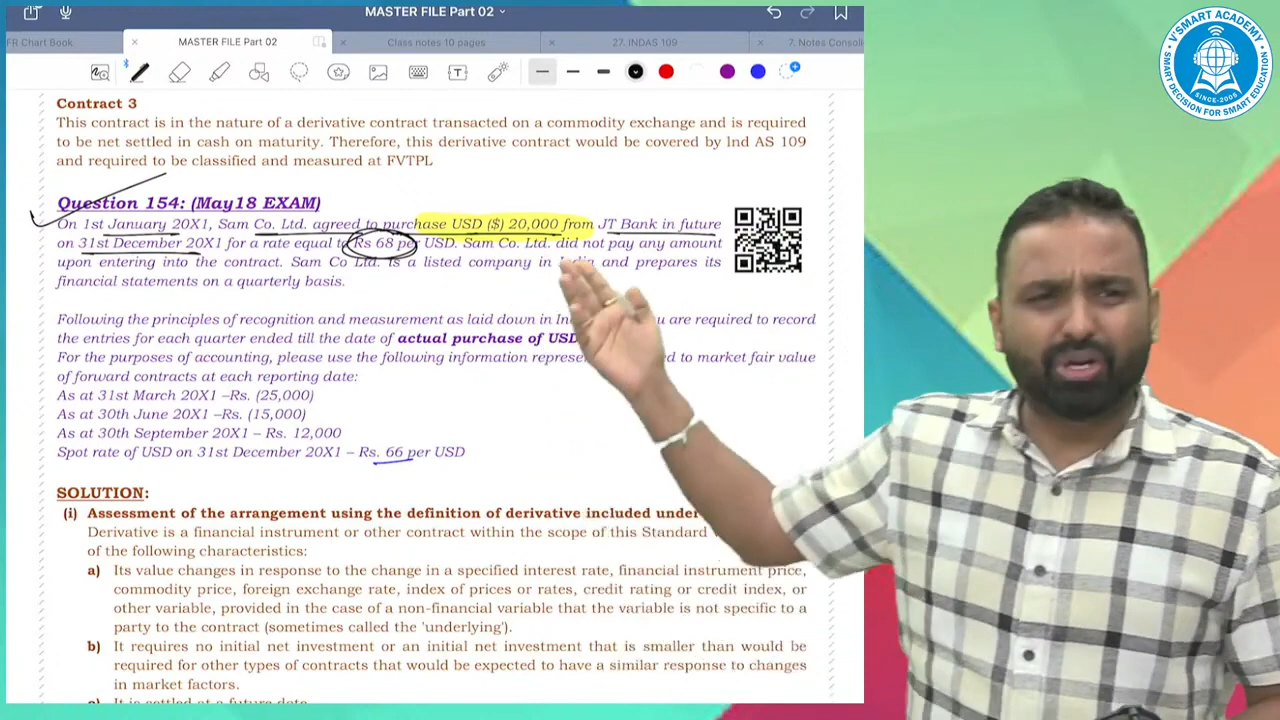 MASTER FILE Part 02
FR Chart Book
MASTER FILE Part 02
Class notes 10 pages
27. INDAS 109
7. Notes Consoli
V'SMART ACADEMY
SMART DECISION FOR SMART EDUCATION
SINCE-2005
Contract 3
This contract is in the nature of a derivative contract transacted on a commodity exchange and is required
to be net settled in cash on maturity. Therefore, this derivative contract would be covered by Ind AS 109
and required to be classified and measured at FVTPL
Question 154: (May18 EXAM)
On 1st January 20X1, Sam Co. Ltd. agreed to purchase USD ($) 20,000 from JT Bank in future
on 31st December 20X1 for a rate equal to Rs 68 per USD. Sam Co. Ltd. did not pay any amount
upon entering into the contract. Sam Co Ltd. is a listed company in India and prepares its
financial statements on a quarterly basis.
Following the principles of recognition and measurement as laid down in In you are required to record
the entries for each quarter ended till the date of actual purchase of USD
For the purposes of accounting, please use the following information to market fair value
of forward contracts at each reporting date:
As at 31st March 20X1 –Rs. (25,000)
As at 30th June 20X1 –Rs. (15,000)
As at 30th September 20X1 – Rs. 12,000
Spot rate of USD on 31st December 20X1 – Rs. 66 per USD
SOLUTION:
(i) Assessment of the arrangement using the definition of derivative included under
Derivative is a financial instrument or other contract within the scope of this Standard
of the following characteristics:
a) Its value changes in response to the change in a specified interest rate, financial instrument price,
commodity price, foreign exchange rate, index of prices or rates, credit rating or credit index, or
other variable, provided in the case of a non-financial variable that the variable is not specific to a
party to the contract (sometimes called the 'underlying').
b) It requires no initial net investment or an initial net investment that is smaller than would be
required for other types of contracts that would be expected to have a similar response to changes
in market factors.
c) It is settled at a future date